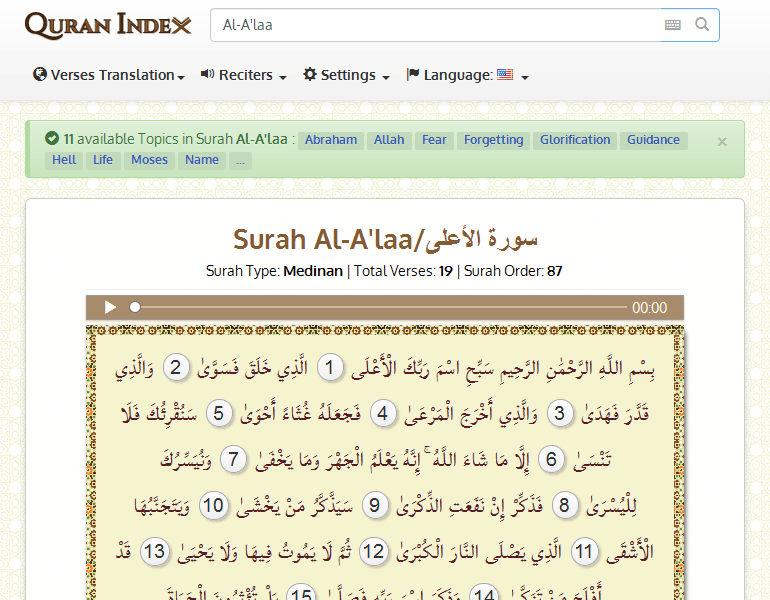 QURAN INDEX
Al-A'laa
Verses Translation Reciters Settings Language:
11 available Topics in Surah Al-A'laa : Abraham Allah Fear Forgetting Glorification Guidance ×
Hell Life Moses Name ...
Surah Al-A'laa/سورة الأعلى
Surah Type: Medinan | Total Verses: 19 | Surah Order: 87
00:00
بِسْمِ اللَّهِ الرَّحْمَٰنِ الرَّحِيمِ سَبِّحِ اسْمَ رَبِّكَ الْأَعْلَى 1 الَّذِي خَلَقَ فَسَوَّىٰ 2 وَالَّذِي
قَدَّرَ فَهَدَىٰ 3 وَالَّذِي أَخْرَجَ الْمَرْعَىٰ 4 فَجَعَلَهُ غُثَاءً أَحْوَىٰ 5 سَنُقْرِئُكَ فَلَا
تَنْسَىٰ 6 إِلَّا مَا شَاءَ اللَّهُ ۚ إِنَّهُ يَعْلَمُ الْجَهْرَ وَمَا يَخْفَىٰ 7 وَنُيَسِّرُكَ
لِلْيُسْرَىٰ 8 فَذَكِّرْ إِنْ نَفَعَتِ الذِّكْرَىٰ 9 سَيَذَّكَّرُ مَنْ يَخْشَىٰ 10 وَيَتَجَنَّبُهَا
الْأَشْقَى 11 الَّذِي يَصْلَى النَّارَ الْكُبْرَىٰ 12 ثُمَّ لَا يَمُوتُ فِيهَا وَلَا يَحْيَىٰ 13 قَدْ
أَفْلَحَ مَنْ تَزَكَّىٰ 14 وَذَكَرَ اسْمَ رَبِّهِ فَصَلَّىٰ 15 بَلْ تُؤْثِرُونَ الْحَيَاةَ